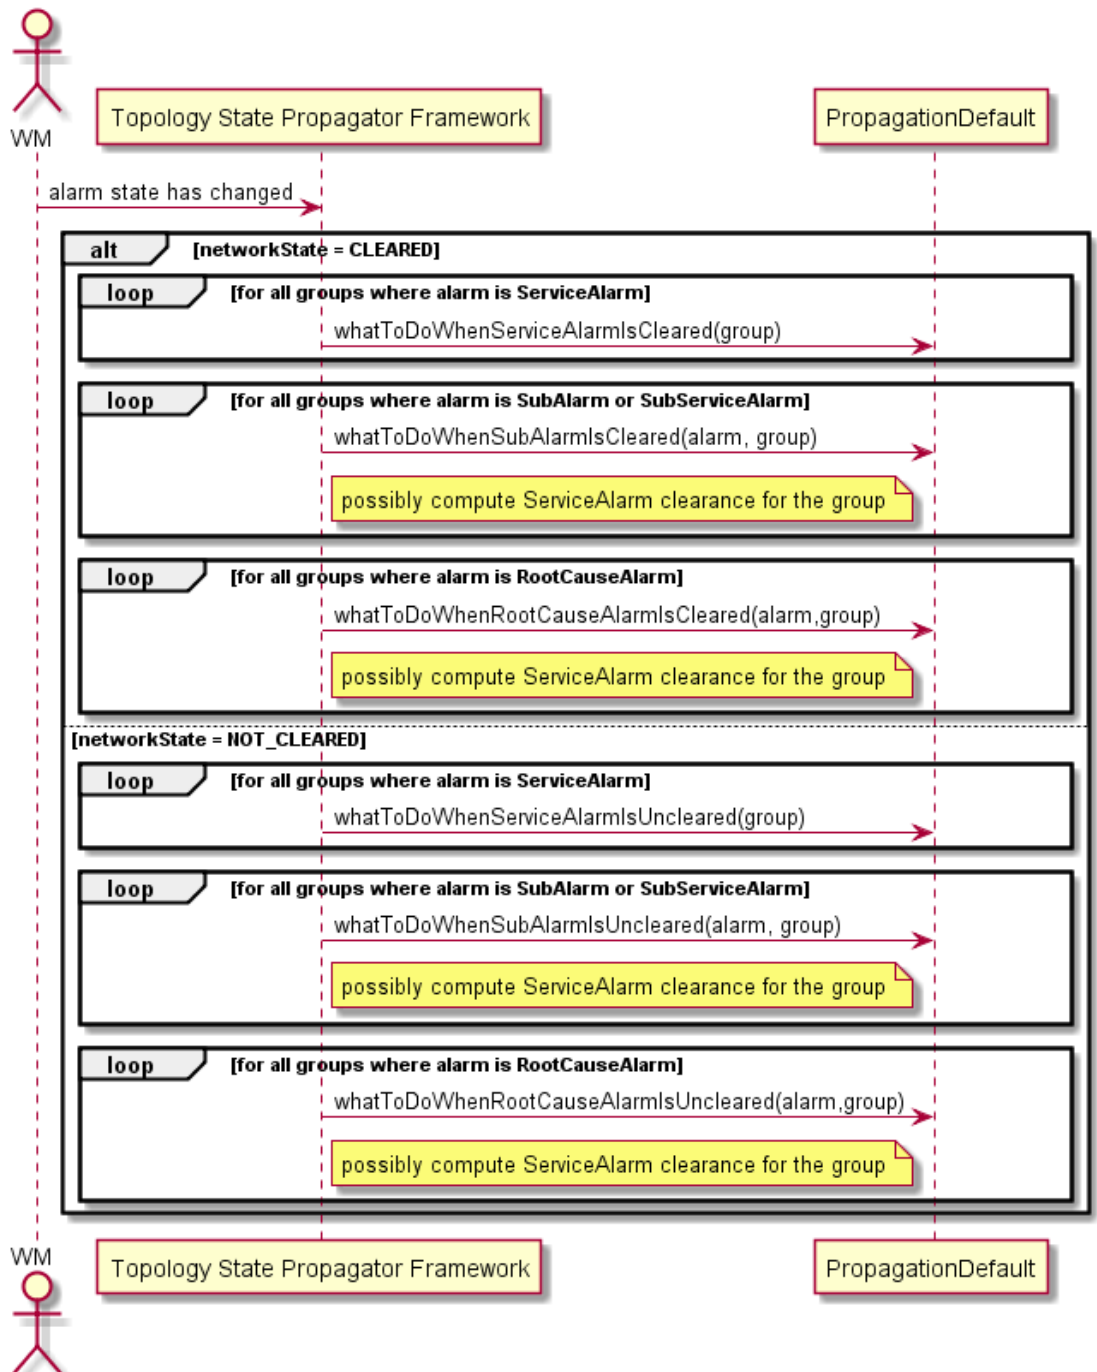 WM
Topology State Propagator Framework
PropagationDefault
alarm state has changed
alt [networkState = CLEARED]
loop [for all groups where alarm is ServiceAlarm]
whatToDoWhenServiceAlarmIsCleared(group)
loop [for all groups where alarm is SubAlarm or SubServiceAlarm]
whatToDoWhenSubAlarmIsCleared(alarm, group)
possibly compute ServiceAlarm clearance for the group
loop [for all groups where alarm is RootCauseAlarm]
whatToDoWhenRootCauseAlarmIsCleared(alarm,group)
possibly compute ServiceAlarm clearance for the group
[networkState = NOT_CLEARED]
loop [for all groups where alarm is ServiceAlarm]
whatToDoWhenServiceAlarmIsUncleared(group)
loop [for all groups where alarm is SubAlarm or SubServiceAlarm]
whatToDoWhenSubAlarmIsUncleared(alarm, group)
possibly compute ServiceAlarm clearance for the group
loop [for all groups where alarm is RootCauseAlarm]
whatToDoWhenRootCauseAlarmIsUncleared(alarm,group)
possibly compute ServiceAlarm clearance for the group
WM
Topology State Propagator Framework
PropagationDefault